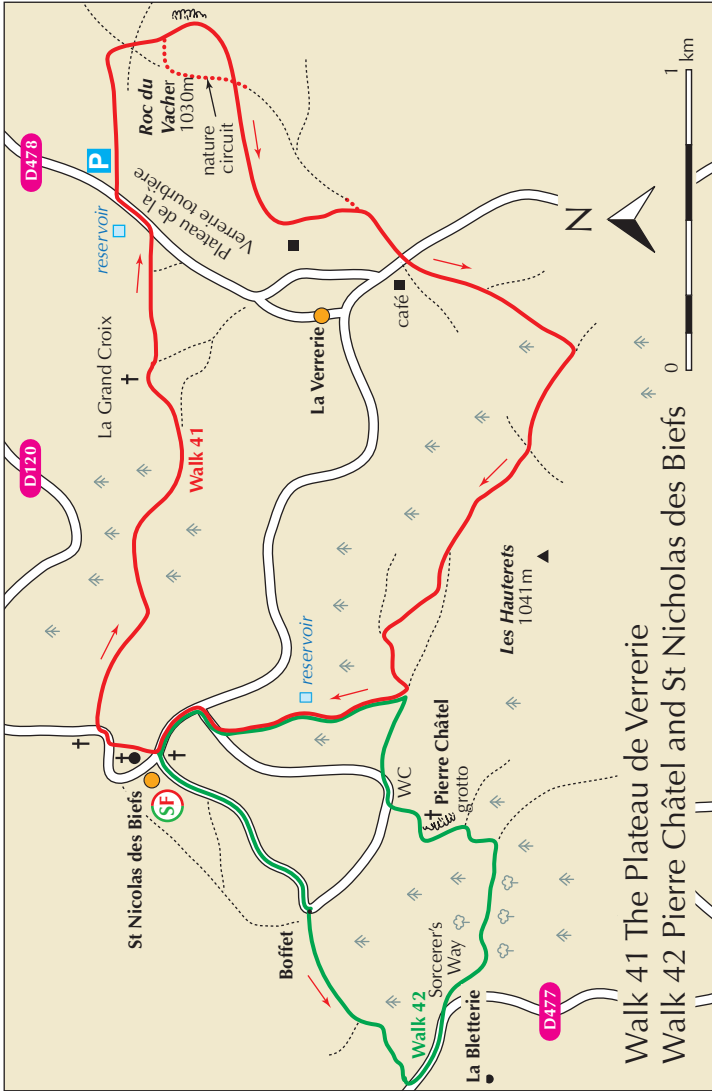 D478
P
reservoir
Roc du
Vacher
1030m
nature
circuit
Plateau de la
Verrerie tourbière
La Grand Croix
D120
Walk 41
La Verrerie
café
N
0
1
km
St Nicolas des Biefs
SF
reservoir
Les Hauterets
1041m
WC
Pierre Châtel
grotto
Boffet
Walk 42
Sorcerer's
Way
La Bletterie
D477
Walk 41 The Plateau de Verrerie
Walk 42 Pierre Châtel and St Nicholas des Biefs